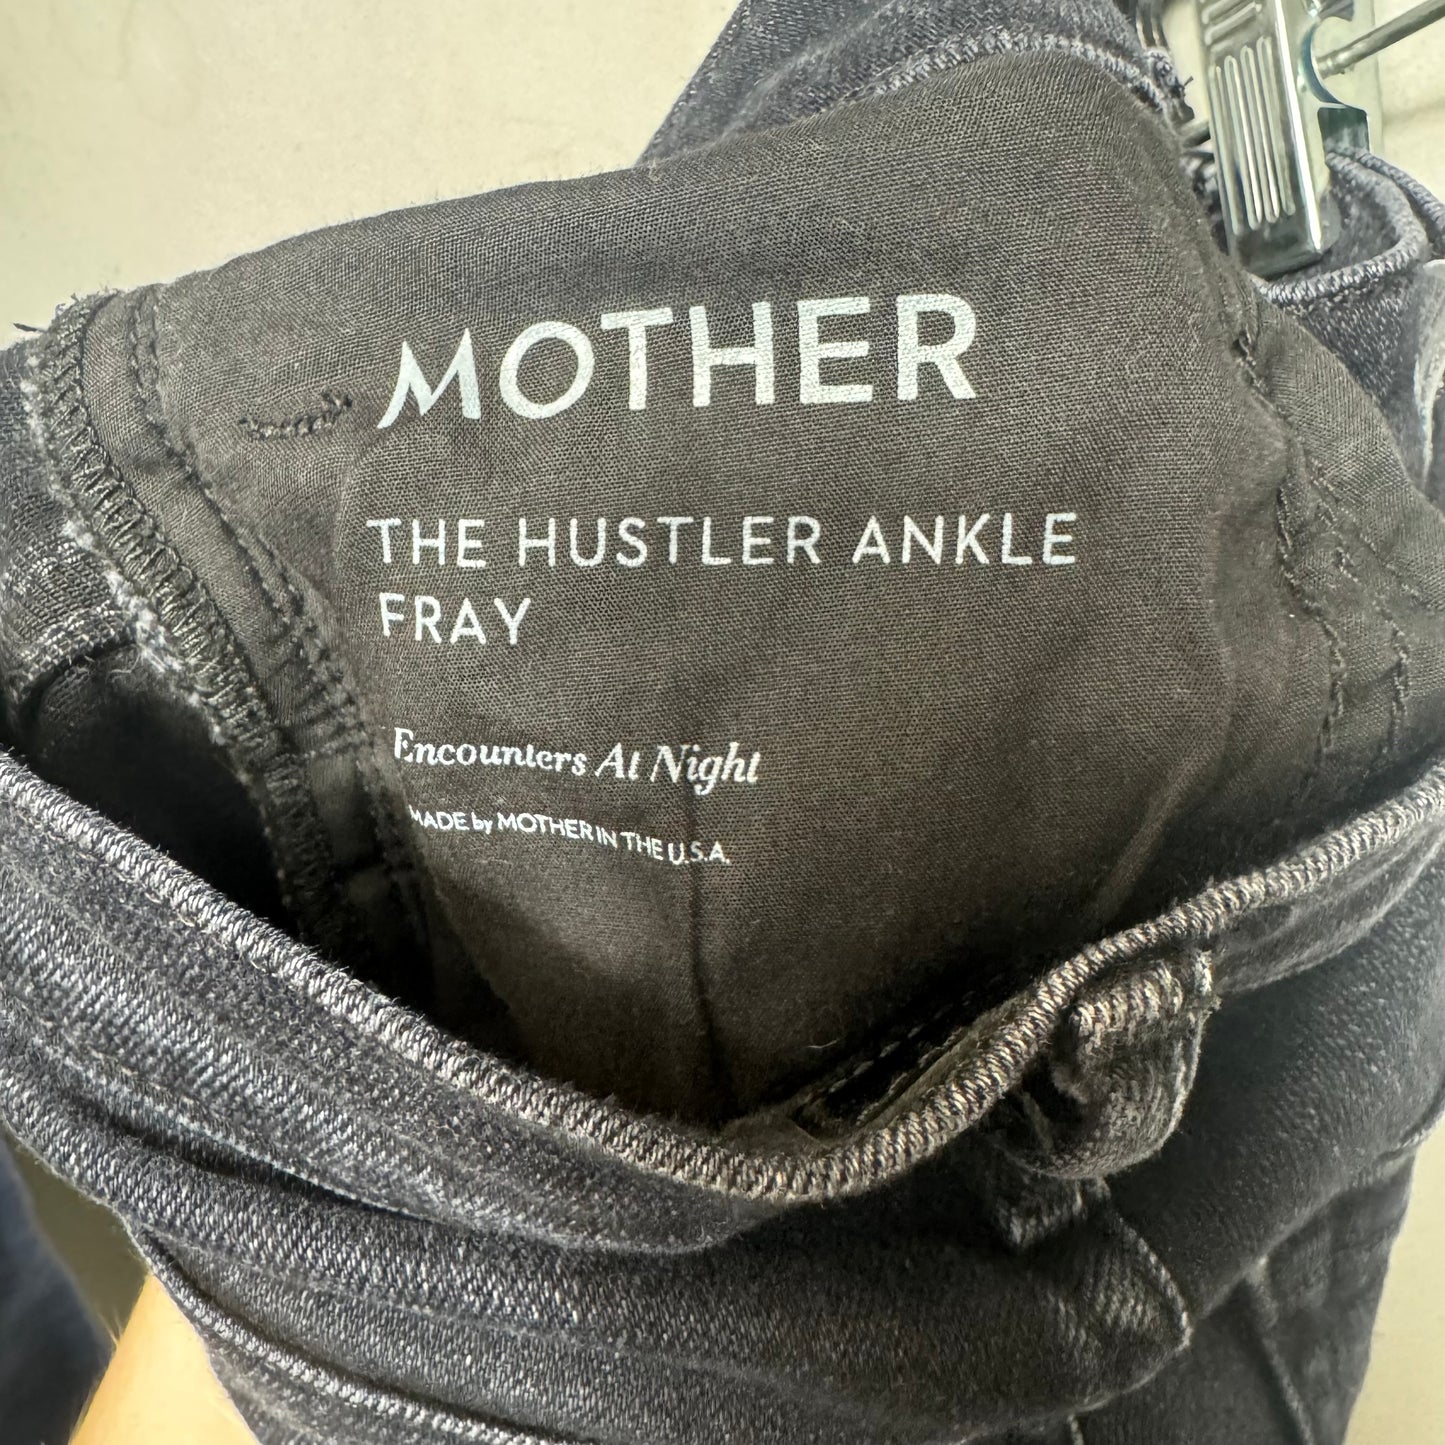 MOTHER
THE HUSTLER ANKLE
FRAY
Encounters At Night
MADE by MOTHER IN THE U.S.A.